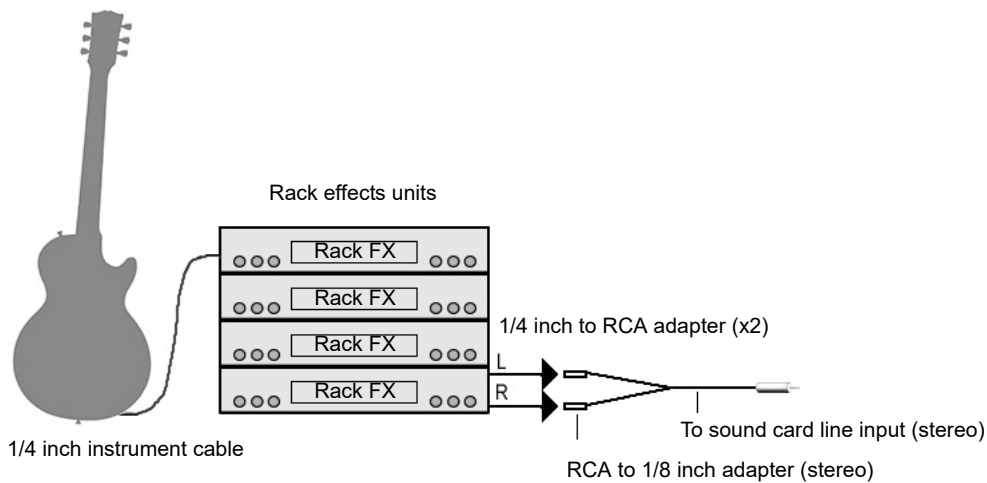 Rack effects units
Rack FX
Rack FX
Rack FX
Rack FX
1/4 inch to RCA adapter (x2)
L
R
1/4 inch instrument cable
To sound card line input (stereo)
RCA to 1/8 inch adapter (stereo)